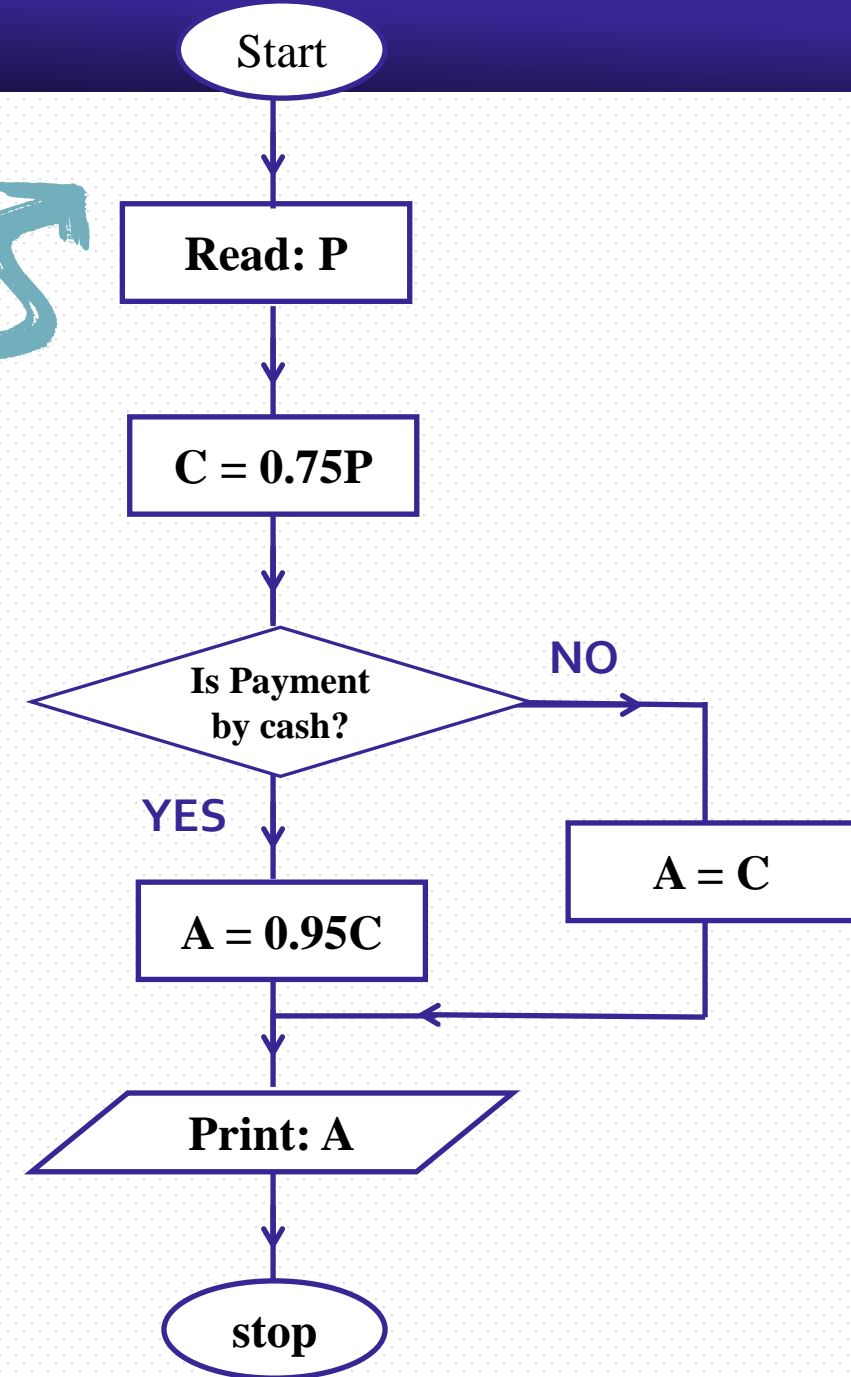 Start
Read: P
C = 0.75P
Is Payment
by cash?
NO
YES
A = C
A = 0.95C
Print: A
stop